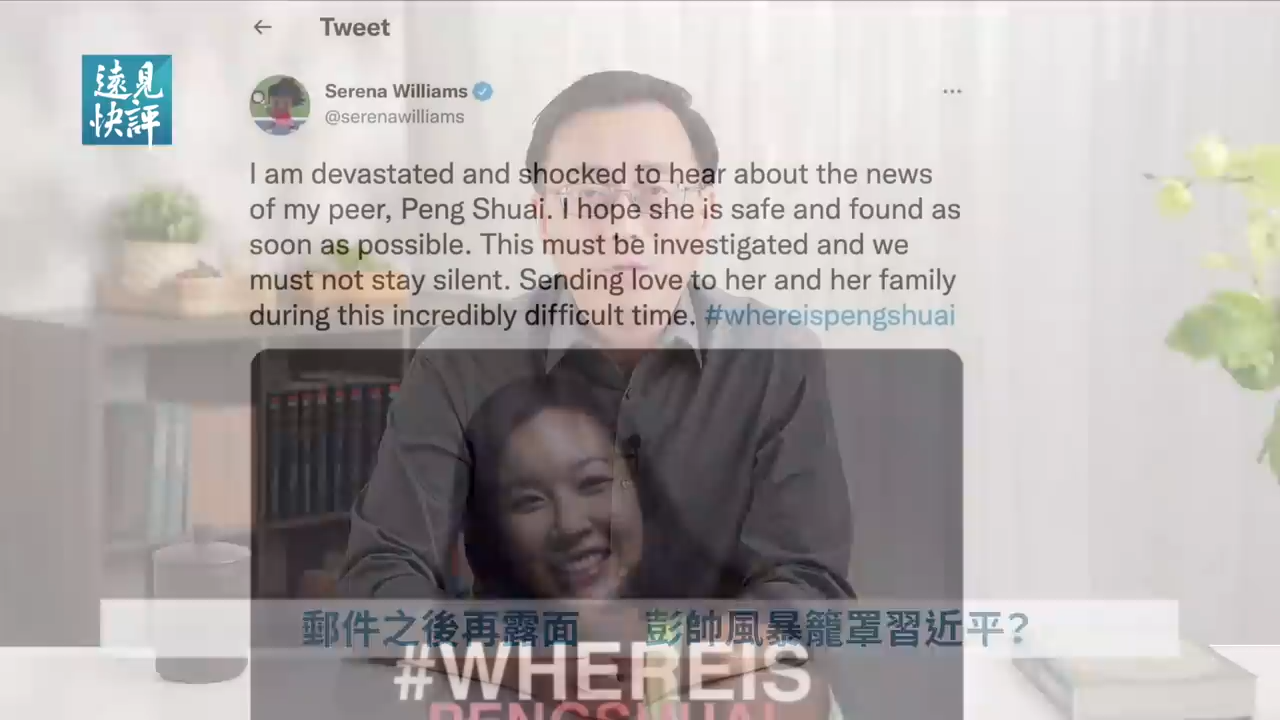 Tweet
遠見
快評
Serena Williams
@serenawilliams
I am devastated and shocked to hear about the news
of my peer, Peng Shuai. I hope she is safe and found as
soon as possible. This must be investigated and we
must not stay silent. Sending love to her and her family
during this incredibly difficult time. #whereispengshuai
郵件之後再露面 彭帥風暴籠罩習近平？
#WHEREIS
PENGSHUAI